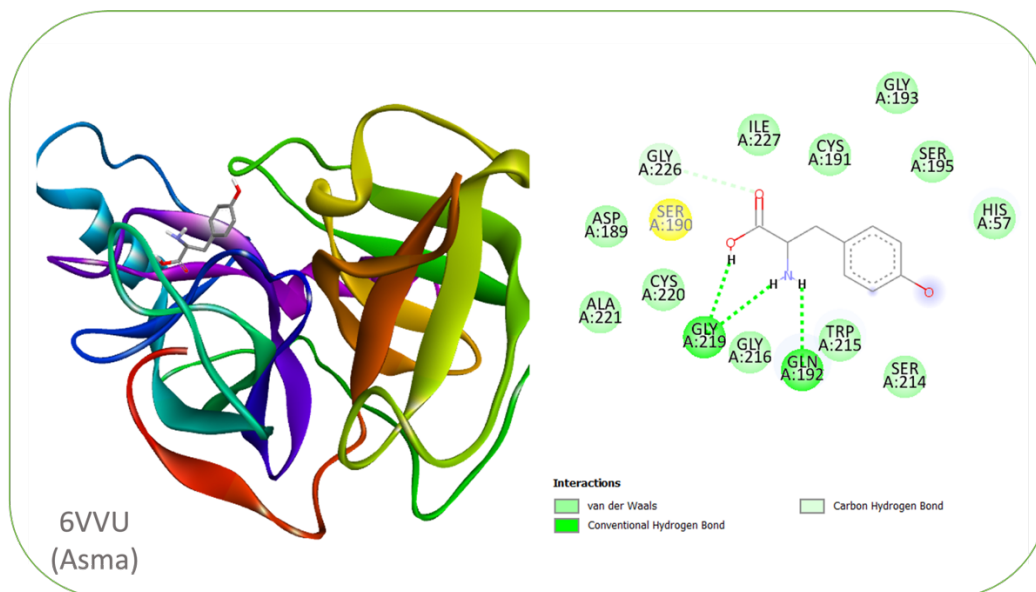 GLY
A:193
ILE
A:227
CYS
A:191
SER
A:195
GLY
A:226
SER
A:190
ASP
A:189
HIS
A:57
O
O
H
N
H
H
O
CYS
A:220
ALA
A:221
GLY
A:219
GLY
A:216
GLN
A:192
TRP
A:215
SER
A:214
Interactions
van der Waals
Conventional Hydrogen Bond
Carbon Hydrogen Bond
6VVU
(Asma)